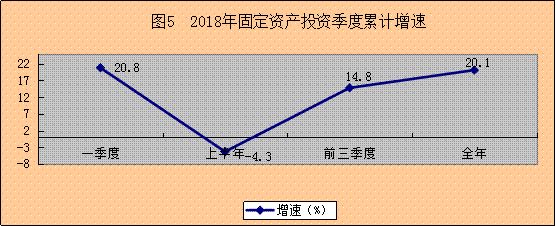 图5  2018年固定资产投资季度累计增速
22
17
12
7
2
-3
-8
20.8
-4.3
14.8
20.1
一季度
上半年
前三季度
全年
增速（%）